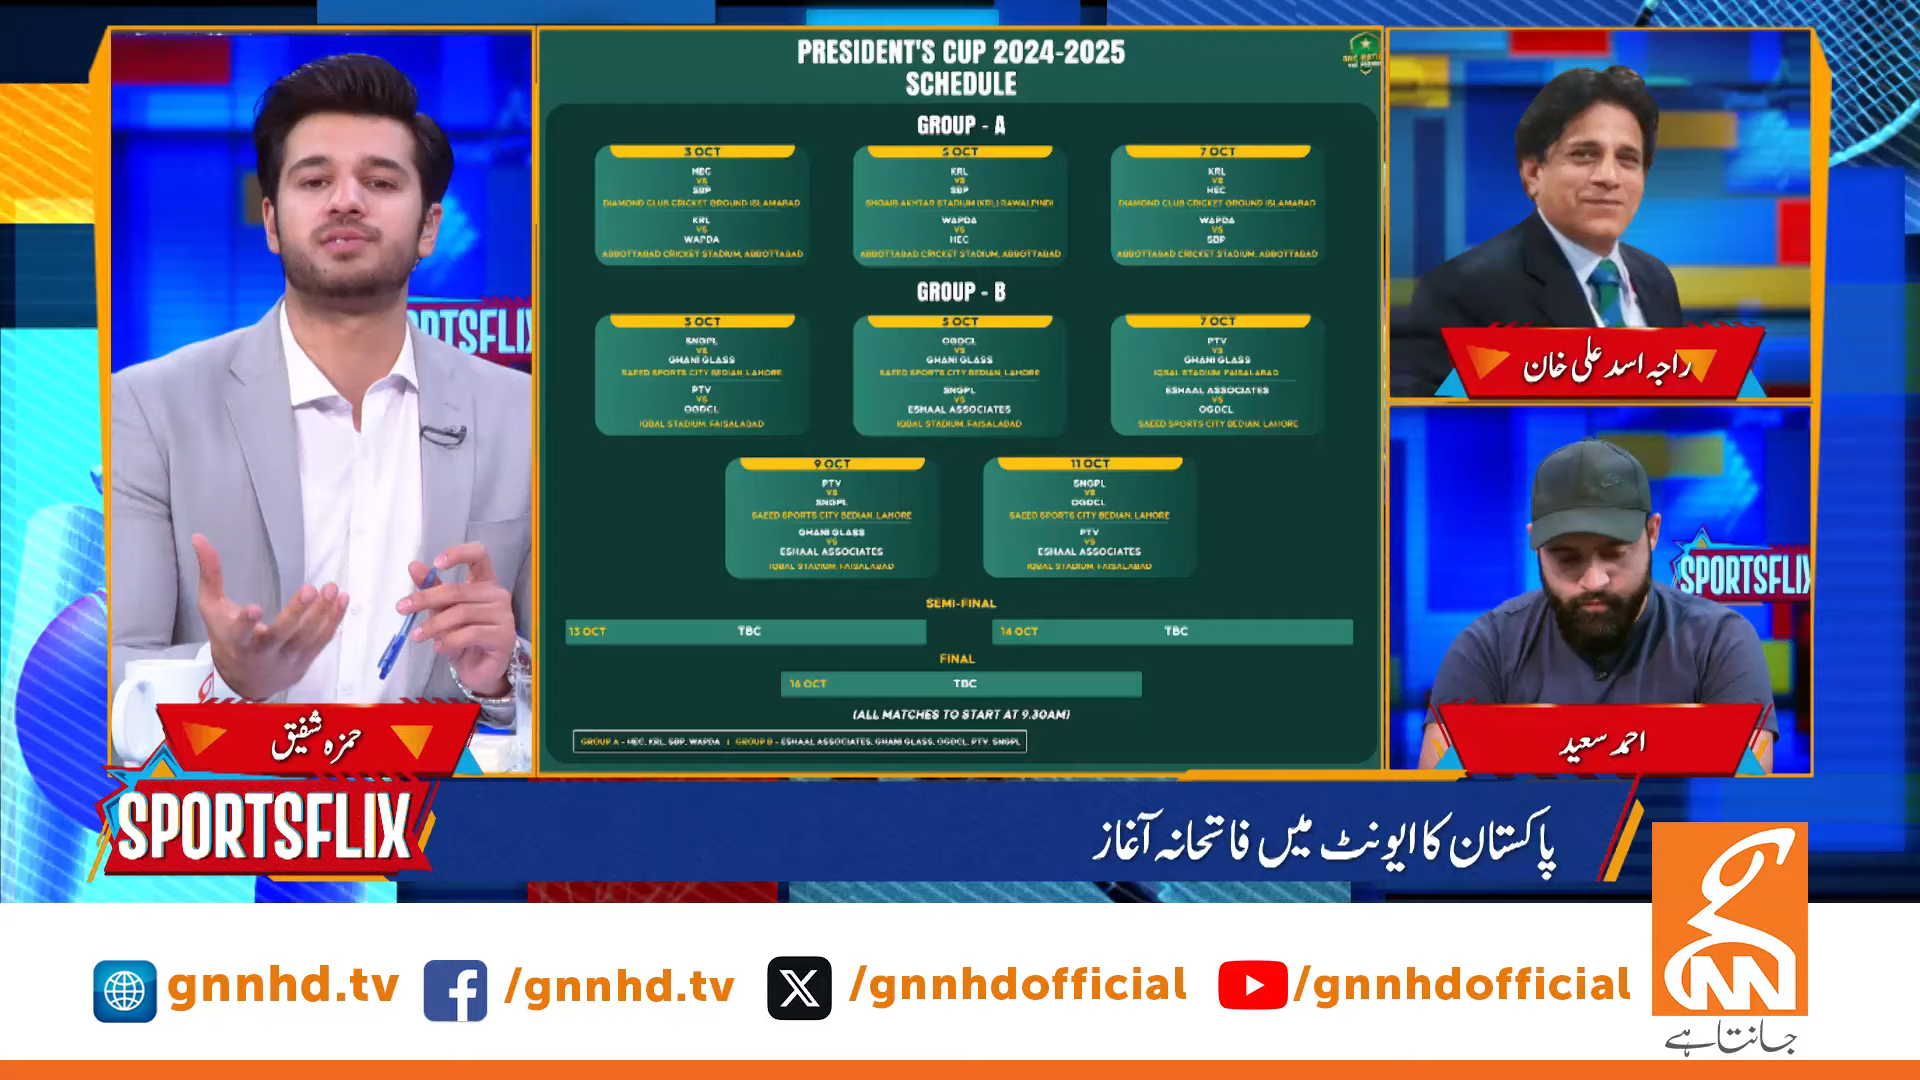 PRESIDENT'S CUP 2024-2025
SCHEDULE
GROUP - A
3 OCT
HEC
VS
SBP
DIAMOND CLUB CRICKET GROUND ISLAMABAD
KRL
VS
WAPDA
ABBOTTABAD CRICKET STADIUM, ABBOTTABAD
5 OCT
KRL
VS
SBP
SHOAIB AKHTAR STADIUM (KRL) RAWALPINDI
WAPDA
VS
HEC
ABBOTTABAD CRICKET STADIUM, ABBOTTABAD
7 OCT
KRL
VS
HEC
DIAMOND CLUB CRICKET GROUND ISLAMABAD
WAPDA
VS
SBP
ABBOTTABAD CRICKET STADIUM, ABBOTTABAD
GROUP - B
3 OCT
SNGPL
VS
GHANI GLASS
SAEED SPORTS CITY BEDIAN, LAHORE
PTV
VS
OGDCL
IQBAL STADIUM, FAISALABAD
5 OCT
OGDCL
VS
GHANI GLASS
SAEED SPORTS CITY BEDIAN, LAHORE
SNGPL
VS
ESHAAL ASSOCIATES
IQBAL STADIUM, FAISALABAD
7 OCT
PTV
VS
GHANI GLASS
IQBAL STADIUM, FAISALABAD
ESHAAL ASSOCIATES
VS
OGDCL
SAEED SPORTS CITY BEDIAN, LAHORE
9 OCT
PTV
VS
SNGPL
SAEED SPORTS CITY BEDIAN, LAHORE
GHANI GLASS
VS
ESHAAL ASSOCIATES
IQBAL STADIUM, FAISALABAD
11 OCT
SNGPL
VS
OGDCL
SAEED SPORTS CITY BEDIAN, LAHORE
PTV
VS
ESHAAL ASSOCIATES
IQBAL STADIUM, FAISALABAD
SEMI-FINAL
13 OCT TBC
14 OCT TBC
FINAL
16 OCT TBC
(ALL MATCHES TO START AT 9.30AM)
GROUP A - HEC, KRL, SBP, WAPDA | GROUP B - ESHAAL ASSOCIATES, GHANI GLASS, OGDCL, PTV, SNGPL
SPORTSFLIX
راجہ اسد علی خان
SPORTSFLIX
احمد سعید
حمزہ شفیق
SPORTSFLIX
پاکستان کا ایونٹ میں فاتحانہ آغاز
gnnhd.tv
/gnnhd.tv
/gnnhdofficial
/gnnhdofficial
GNN
جانتا ہے